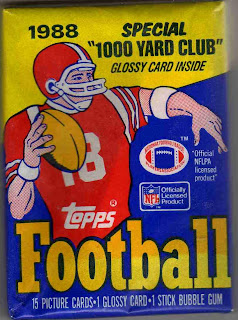 1988
SPECIAL
"1000 YARD CLUB"
GLOSSY CARD INSIDE
18
TM
"Official
NFLPA
licensed
product"
NFL
Officially
Licensed
Product
topps®
Football
15 PICTURE CARDS·1 GLOSSY CARD·1 STICK BUBBLE GUM